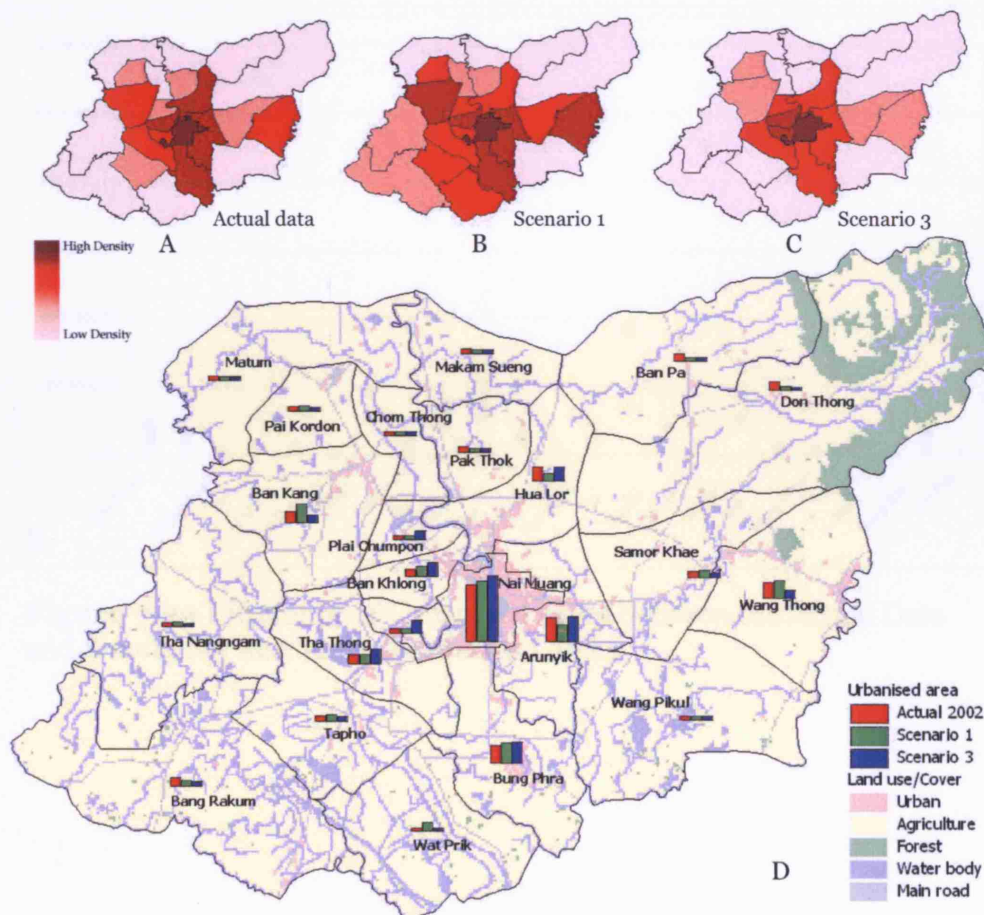 Actual data
Scenario 1
Scenario 3
A
B
C
High Density
Low Density
Matum
Makam Sueng
Ban Pa
Don Thong
Pai Kordon
Chom Thong
Pak Thok
Hua Lor
Ban Kang
Plai Chumpon
Samor Khae
Ban Khlong
Nai Muang
Wang Thong
Tha Nangngam
Tha Thong
Arunyik
Wang Pikul
Tapho
Bung Phra
Bang Rakum
Wat Prik
D
Urbanised area
Actual 2002
Scenario 1
Scenario 3
Land use/Cover
Urban
Agriculture
Forest
Water body
Main road